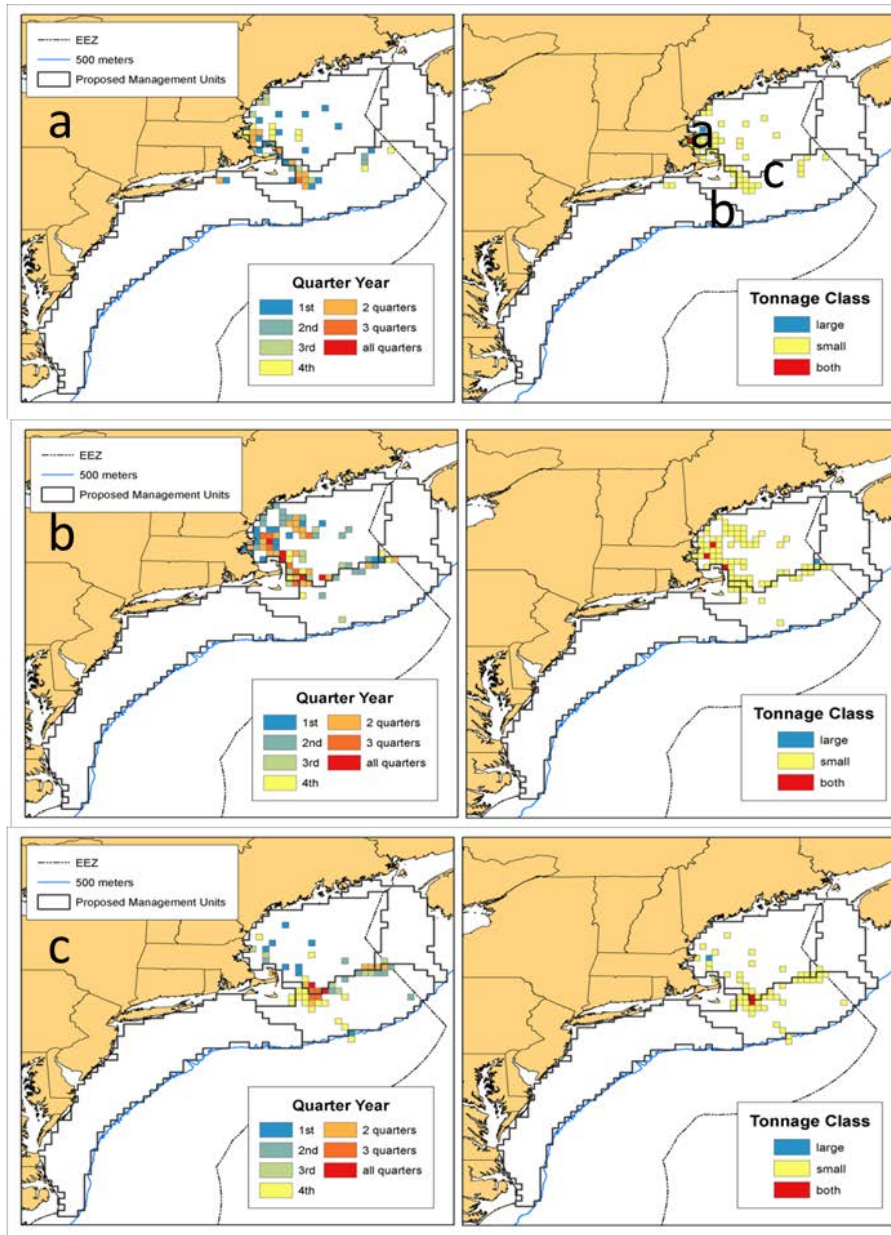 EEZ
500 meters
Proposed Management Units
a
Quarter Year
1st
2 quarters
2nd
3 quarters
3rd
all quarters
4th
a
c
b
Tonnage Class
large
small
both
EEZ
500 meters
Proposed Management Units
b
Quarter Year
1st
2 quarters
2nd
3 quarters
3rd
all quarters
4th
Tonnage Class
large
small
both
EEZ
500 meters
Proposed Management Units
c
Quarter Year
1st
2 quarters
2nd
3 quarters
3rd
all quarters
4th
Tonnage Class
large
small
both